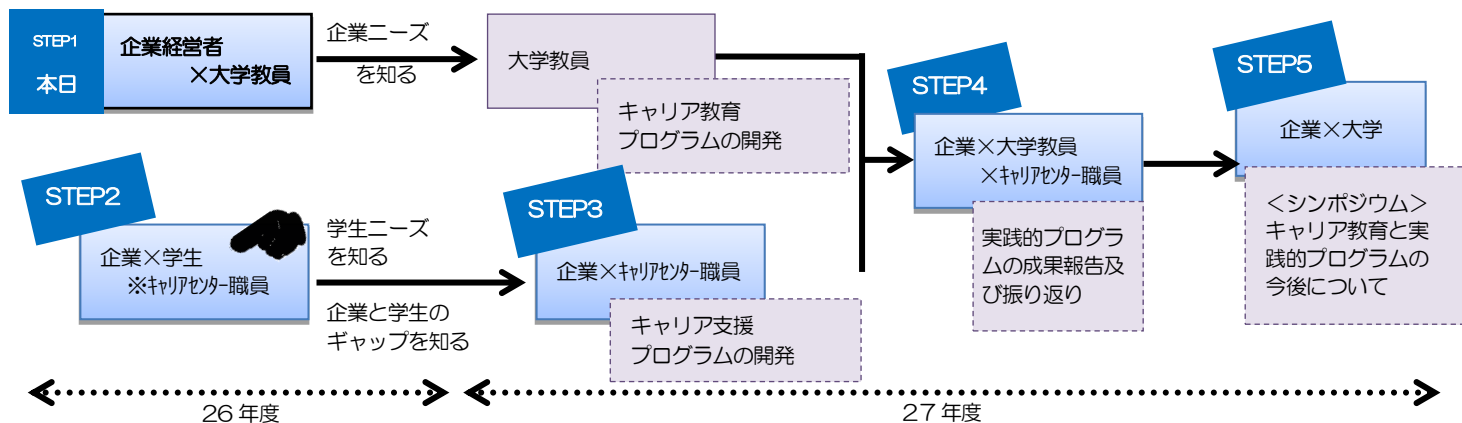 STEP1
本日
企業経営者
×大学教員
企業ニーズ
を知る
大学教員
キャリア教育
プログラムの開発
STEP2
企業×学生
※ｷｬﾘｱｾﾝﾀｰ職員
学生ニーズ
を知る
企業と学生の
ギャップを知る
STEP3
企業×ｷｬﾘｱｾﾝﾀｰ職員
キャリア支援
プログラムの開発
STEP4
企業×大学教員
×ｷｬﾘｱｾﾝﾀｰ職員
実践的プログラ
ムの成果報告及
び振り返り
STEP5
企業×大学
＜シンポジウム＞
キャリア教育と実
践的プログラムの
今後について
26年度
27年度